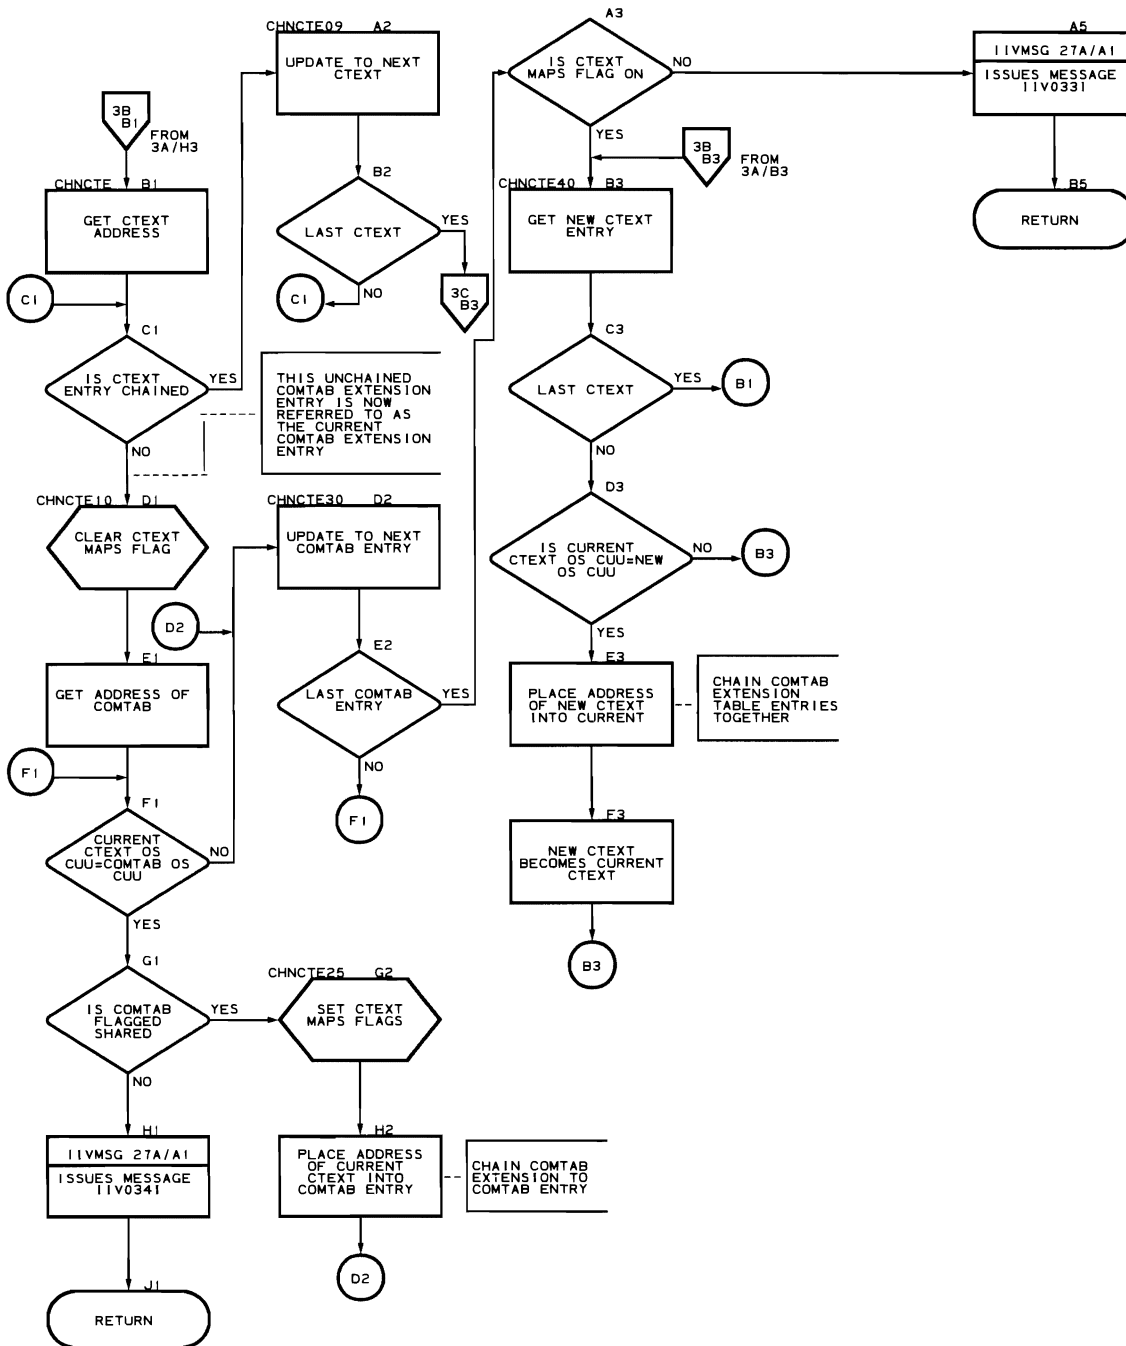 CHNCTE09 A2
UPDATE TO NEXT
CTEXT
A3
IS CTEXT
MAPS FLAG ON
NO
YES
A5
IIVMSG 27A/A1
ISSUES MESSAGE
IIV033I
3B
B1
FROM
3A/H3
CHNCTE B1
GET CTEXT
ADDRESS
B2
LAST CTEXT
YES
NO
3C
B3
C1
3B
B3
FROM
3A/B3
CHNCTE40 B3
GET NEW CTEXT
ENTRY
B5
RETURN
C1
C1
IS CTEXT
ENTRY CHAINED
YES
NO
THIS UNCHAINED
COMTAB EXTENSION
ENTRY IS NOW
REFERRED TO AS
THE CURRENT
COMTAB EXTENSION
ENTRY
C3
LAST CTEXT
YES
B1
NO
CHNCTE10 D1
CLEAR CTEXT
MAPS FLAG
CHNCTE30 D2
UPDATE TO NEXT
COMTAB ENTRY
D3
IS CURRENT
CTEXT OS CUU=NEW
OS CUU
NO
B3
YES
D2
E1
GET ADDRESS OF
COMTAB
E2
LAST COMTAB
ENTRY
YES
NO
F1
E3
PLACE ADDRESS
OF NEW CTEXT
INTO CURRENT
CHAIN COMTAB
EXTENSION
TABLE ENTRIES
TOGETHER
F1
F1
CURRENT
CTEXT OS
CUU=COMTAB OS
CUU
NO
YES
F3
NEW CTEXT
BECOMES CURRENT
CTEXT
B3
G1
IS COMTAB
FLAGGED
SHARED
YES
NO
CHNCTE25 G2
SET CTEXT
MAPS FLAGS
H1
IIVMSG 27A/A1
ISSUES MESSAGE
IIV034I
H2
PLACE ADDRESS
OF CURRENT
CTEXT INTO
COMTAB ENTRY
CHAIN COMTAB
EXTENSION TO
COMTAB ENTRY
D2
J1
RETURN